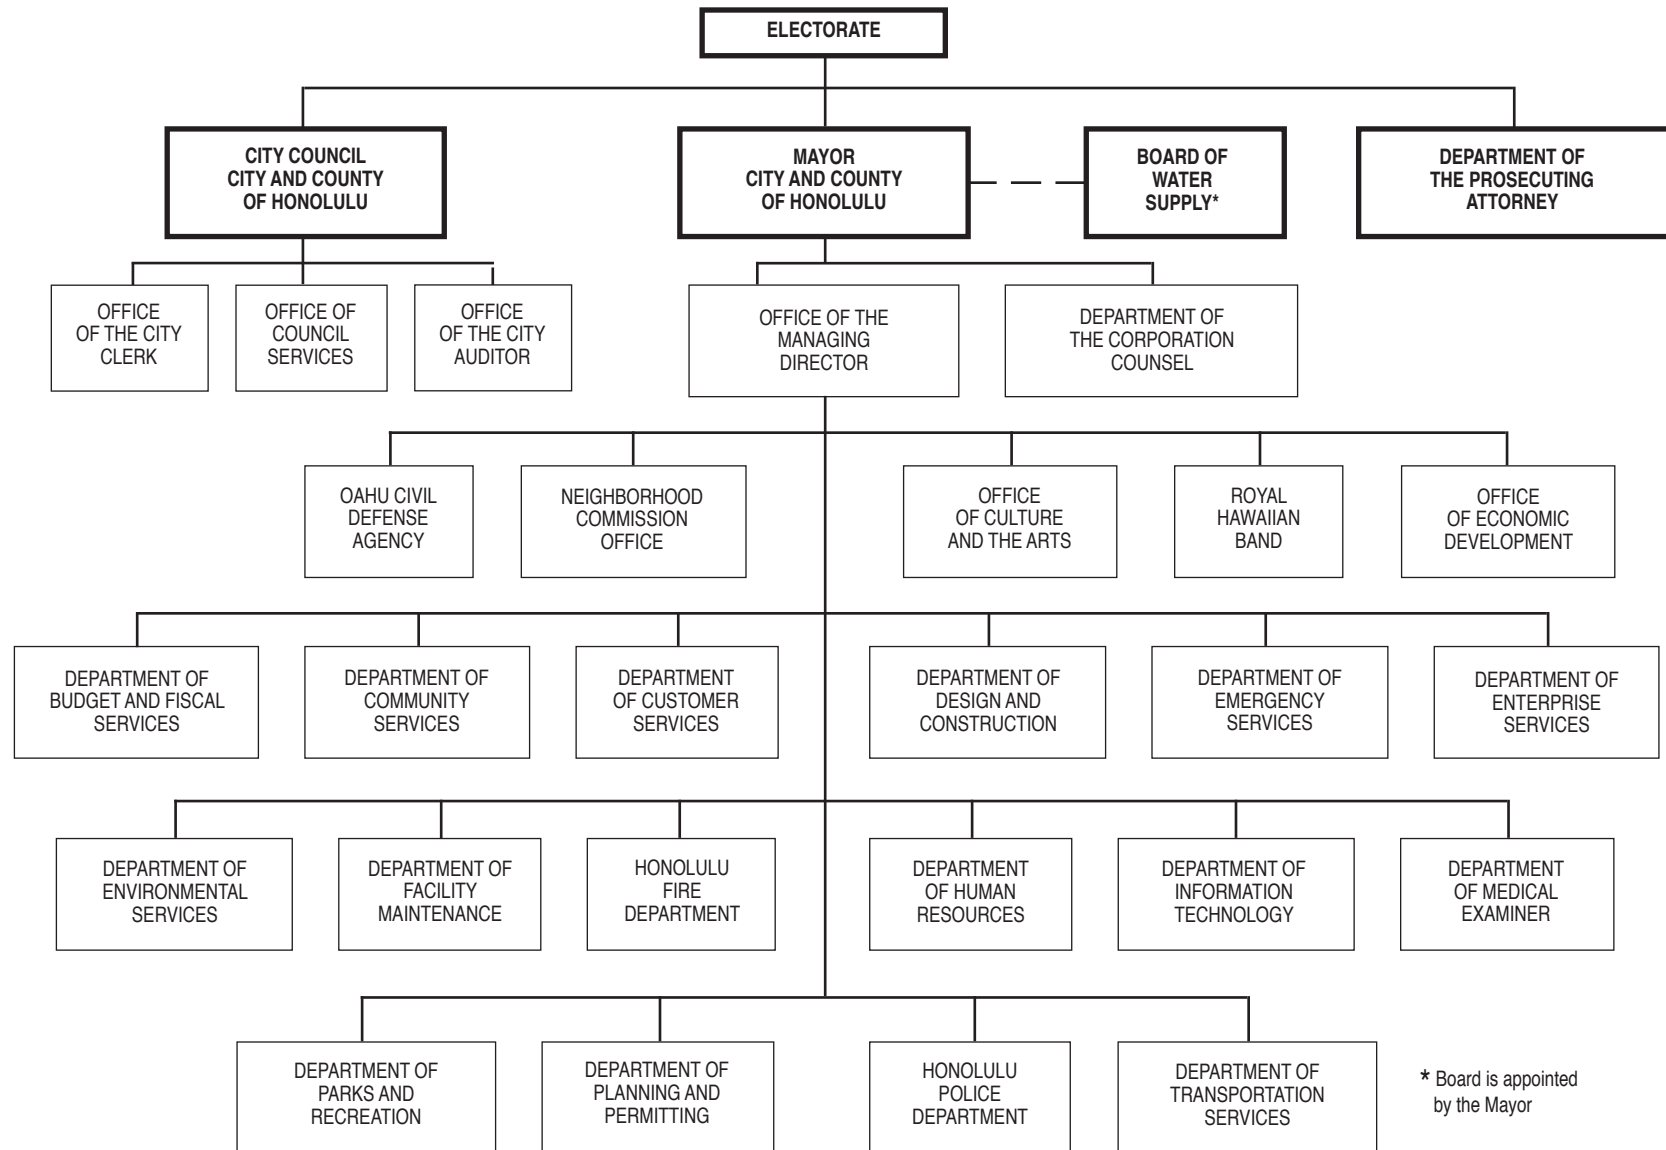 ELECTORATE
CITY COUNCIL
CITY AND COUNTY
OF HONOLULU
MAYOR
CITY AND COUNTY
OF HONOLULU
BOARD OF
WATER
SUPPLY*
DEPARTMENT OF
THE PROSECUTING
ATTORNEY
OFFICE
OF THE CITY
CLERK
OFFICE OF
COUNCIL
SERVICES
OFFICE
OF THE CITY
AUDITOR
OFFICE OF THE
MANAGING
DIRECTOR
DEPARTMENT OF
THE CORPORATION
COUNSEL
OAHU CIVIL
DEFENSE
AGENCY
NEIGHBORHOOD
COMMISSION
OFFICE
OFFICE
OF CULTURE
AND THE ARTS
ROYAL
HAWAIIAN
BAND
OFFICE
OF ECONOMIC
DEVELOPMENT
DEPARTMENT OF
BUDGET AND FISCAL
SERVICES
DEPARTMENT OF
COMMUNITY
SERVICES
DEPARTMENT
OF CUSTOMER
SERVICES
DEPARTMENT OF
DESIGN AND
CONSTRUCTION
DEPARTMENT OF
EMERGENCY
SERVICES
DEPARTMENT OF
ENTERPRISE
SERVICES
DEPARTMENT OF
ENVIRONMENTAL
SERVICES
DEPARTMENT OF
FACILITY
MAINTENANCE
HONOLULU
FIRE
DEPARTMENT
DEPARTMENT
OF HUMAN
RESOURCES
DEPARTMENT OF
INFORMATION
TECHNOLOGY
DEPARTMENT
OF MEDICAL
EXAMINER
DEPARTMENT OF
PARKS AND
RECREATION
DEPARTMENT OF
PLANNING AND
PERMITTING
HONOLULU
POLICE
DEPARTMENT
DEPARTMENT OF
TRANSPORTATION
SERVICES
* Board is appointed
by the Mayor